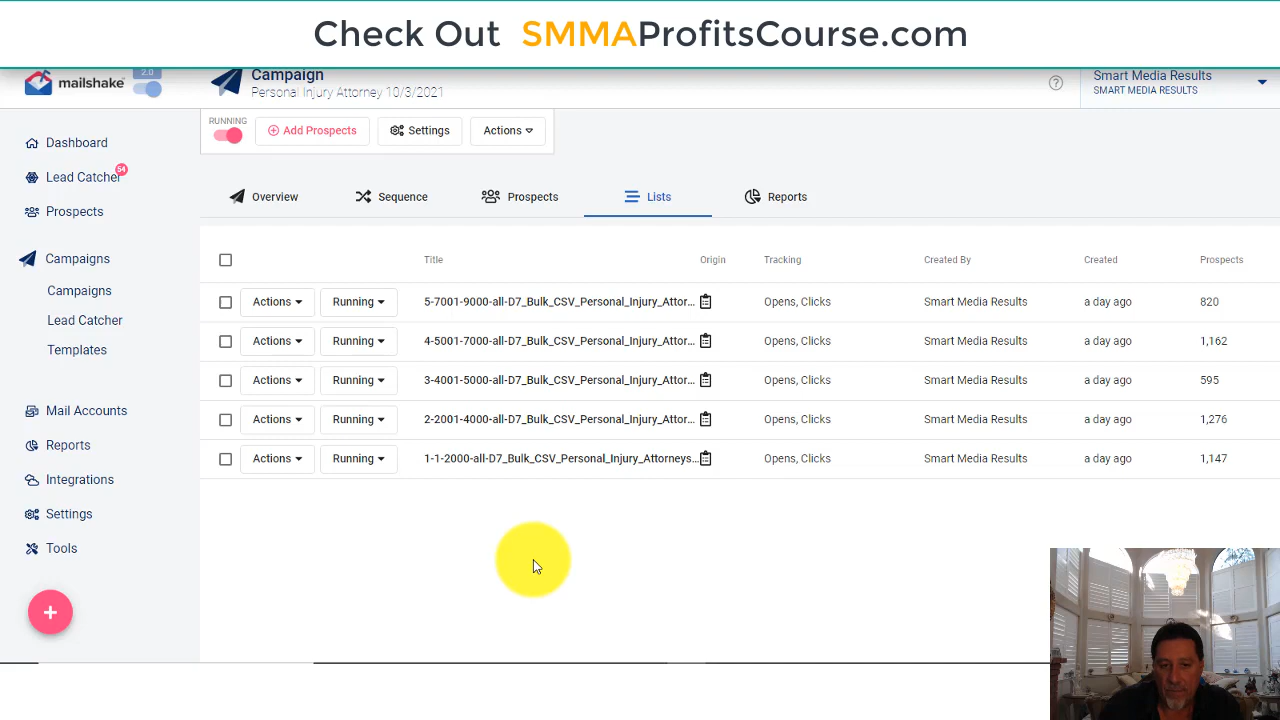 Check Out SMMAProfitsCourse.com
mailshake
2.0
Campaign
Personal Injury Attorney 10/3/2021
?
Smart Media Results
SMART MEDIA RESULTS
RUNNING
Add Prospects
Settings
Actions
Dashboard
Lead Catcher
54
Prospects
Campaigns
Campaigns
Lead Catcher
Templates
Mail Accounts
Reports
Integrations
Settings
Tools
+
Overview
Sequence
Prospects
Lists
Reports
Title Origin Tracking Created By Created Prospects
Actions Running 5-7001-9000-all-D7_Bulk_CSV_Personal_Injury_Attor... Opens, Clicks Smart Media Results a day ago 820
Actions Running 4-5001-7000-all-D7_Bulk_CSV_Personal_Injury_Attor... Opens, Clicks Smart Media Results a day ago 1,162
Actions Running 3-4001-5000-all-D7_Bulk_CSV_Personal_Injury_Attor... Opens, Clicks Smart Media Results a day ago 595
Actions Running 2-2001-4000-all-D7_Bulk_CSV_Personal_Injury_Attor... Opens, Clicks Smart Media Results a day ago 1,276
Actions Running 1-1-2000-all-D7_Bulk_CSV_Personal_Injury_Attorneys... Opens, Clicks Smart Media Results a day ago 1,147